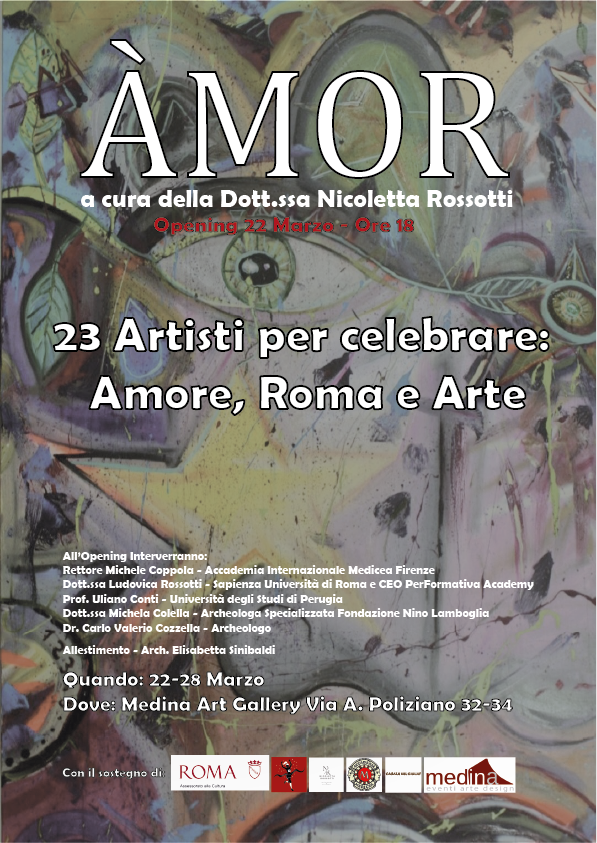 ÀMOR
a cura della Dott.ssa Nicoletta Rossotti
Opening 22 Marzo - Ore 18
23 Artisti per celebrare:
Amore, Roma e Arte
All'Opening Interverranno:
Rettore Michele Coppola - Accademia Internazionale Medicea Firenze
Dott.ssa Ludovica Rossotti - Sapienza Università di Roma e CEO PerFormativa Academy
Prof. Uliano Conti - Università degli Studi di Perugia
Dott.ssa Michela Colella - Archeologa Specializzata Fondazione Nino Lamboglia
Dr. Carlo Valerio Cozzella - Archeologo
Allestimento - Arch. Elisabetta Sinibaldi
Quando: 22-28 Marzo
Dove: Medina Art Gallery Via A. Poliziano 32-34
Con il sostegno di:
ROMA
Assessorato alla Cultura
medina
eventi arte design